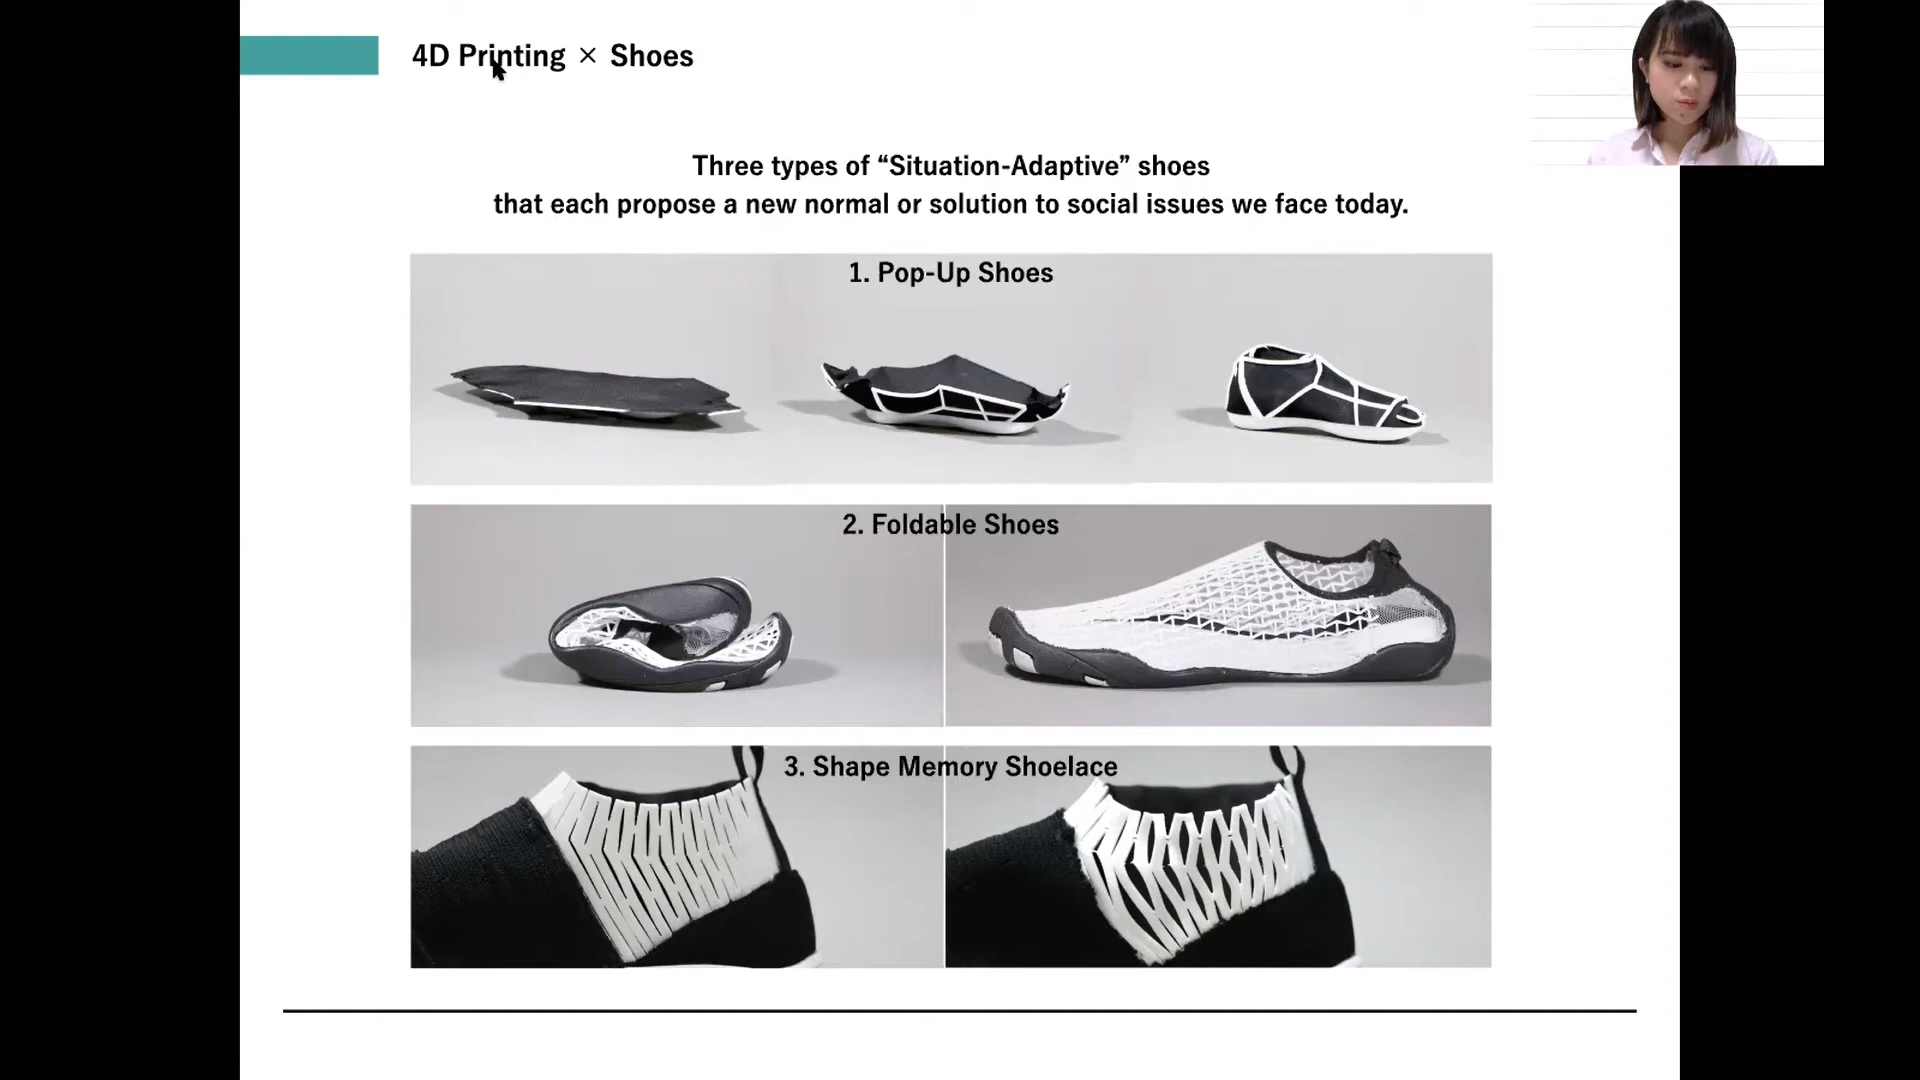 4D Printing × Shoes
Three types of “Situation-Adaptive” shoes
that each propose a new normal or solution to social issues we face today.
1. Pop-Up Shoes
2. Foldable Shoes
3. Shape Memory Shoelace